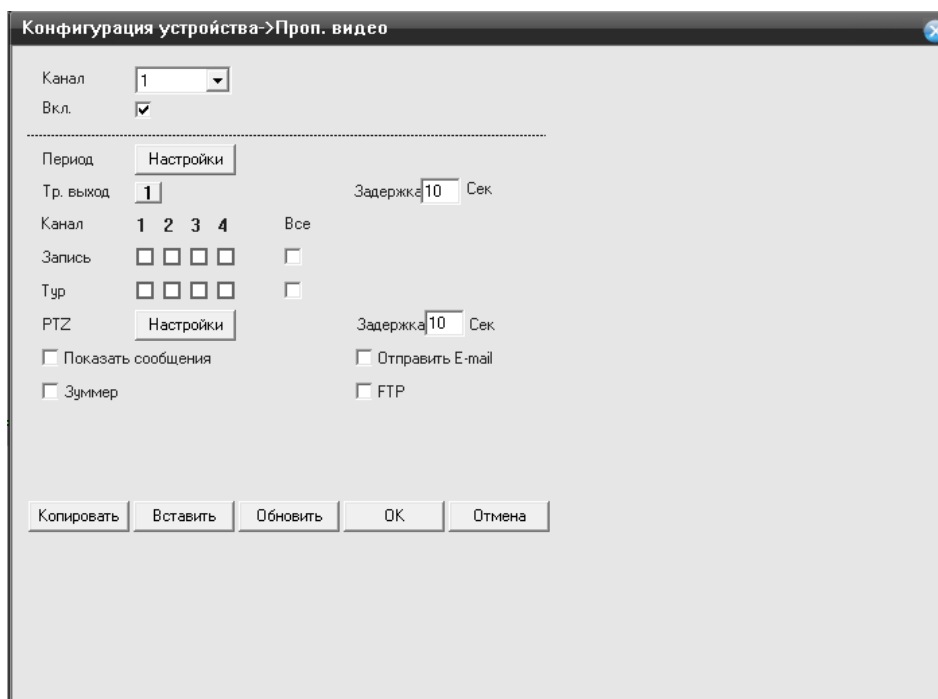 Конфигурация устройства->Проп. видео
Канал 1
Вкл.
Период Настройки
Тр. выход 1 Задержка 10 Сек
Канал 1 2 3 4 Все
Запись
Тур
PTZ Настройки Задержка 10 Сек
Показать сообщения Отправить E-mail
Зуммер FTP
Копировать Вставить Обновить OK Отмена